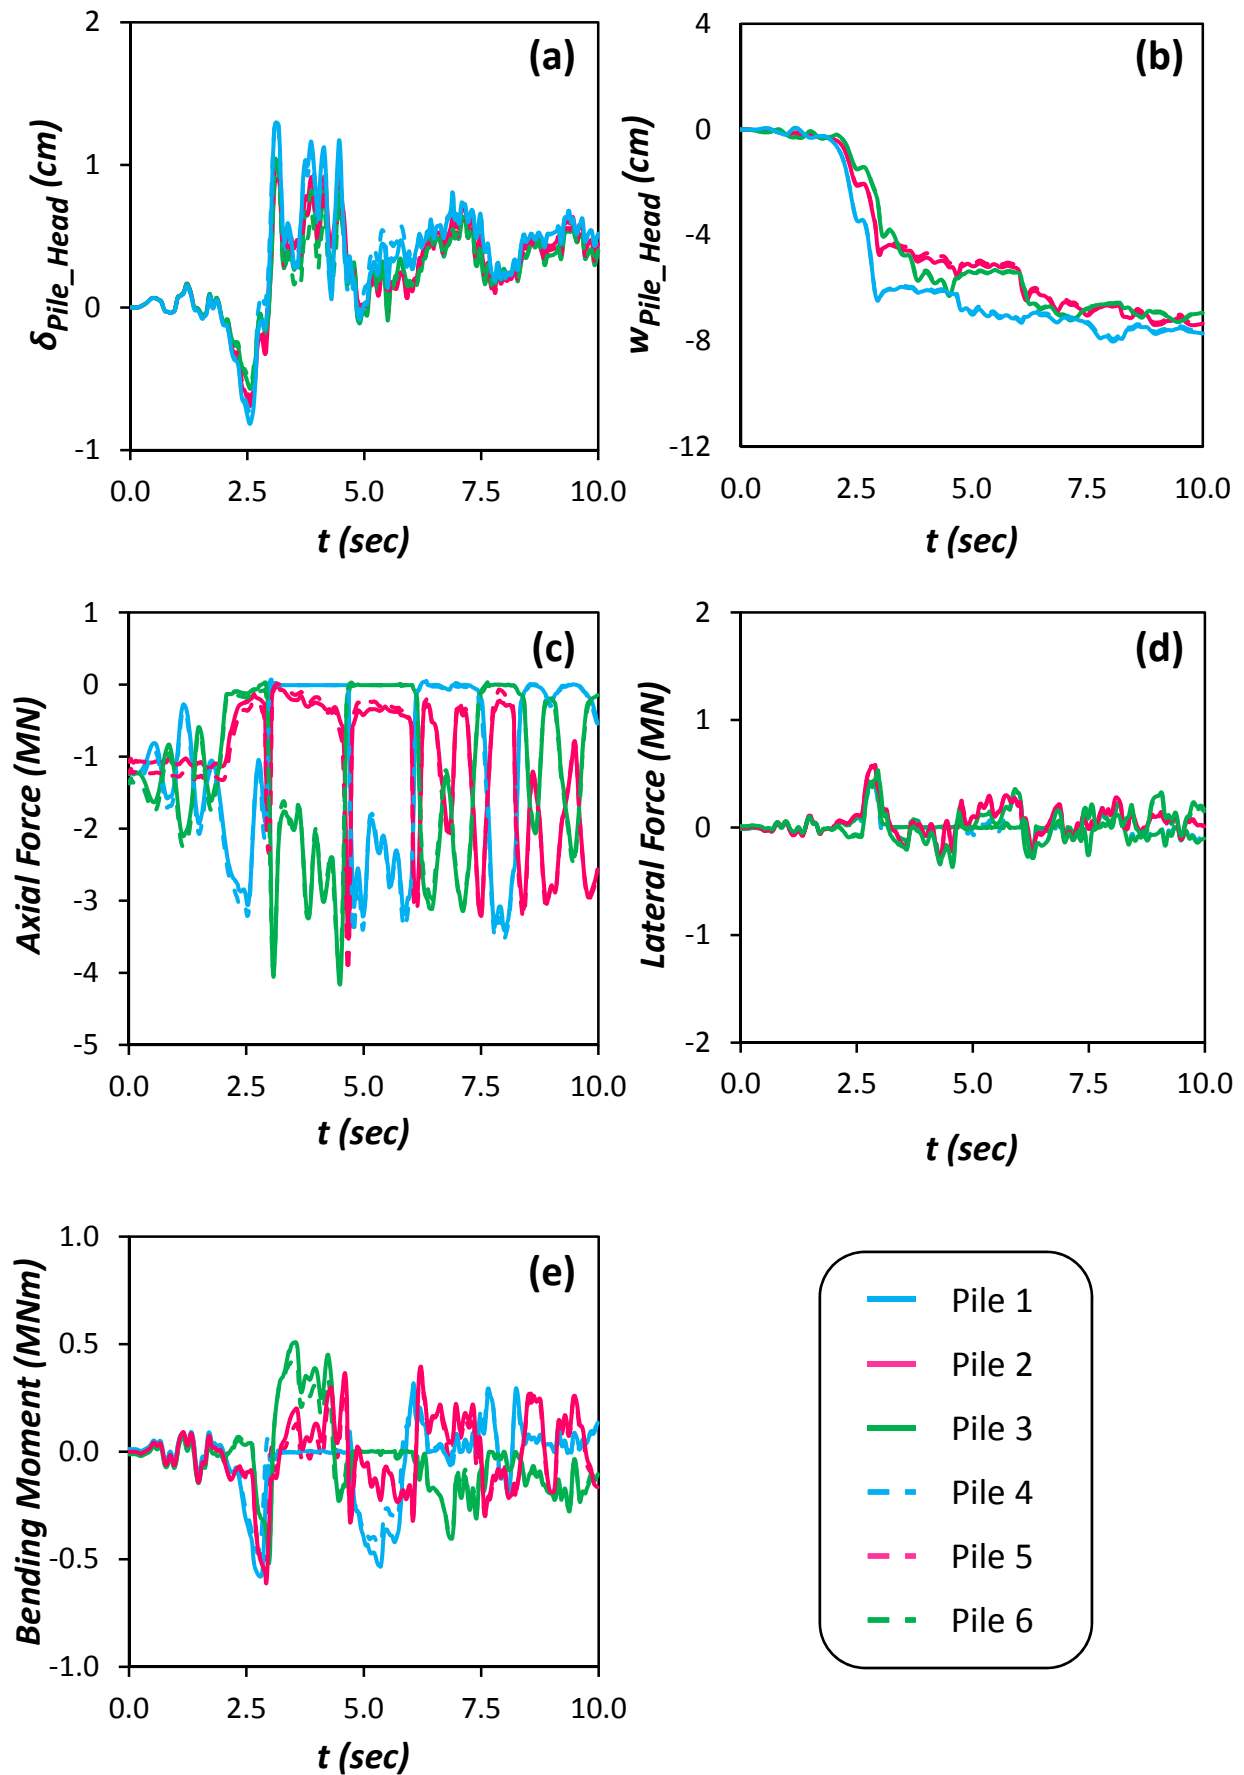 (a)
2
1
0
-1
δPile_Head (cm)
0.0 2.5 5.0 7.5 10.0
t (sec)
(b)
4
0
-4
-8
-12
wPile_Head (cm)
0.0 2.5 5.0 7.5 10.0
t (sec)
(c)
1
0
-1
-2
-3
-4
-5
Axial Force (MN)
0.0 2.5 5.0 7.5 10.0
t (sec)
(d)
2
1
0
-1
-2
Lateral Force (MN)
0.0 2.5 5.0 7.5 10.0
t (sec)
(e)
1.0
0.5
0.0
-0.5
-1.0
Bending Moment (MNm)
0.0 2.5 5.0 7.5 10.0
t (sec)
Pile 1
Pile 2
Pile 3
Pile 4
Pile 5
Pile 6